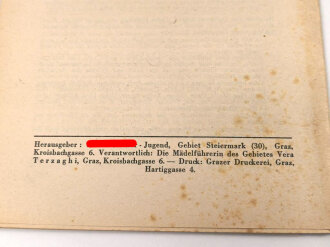 Herausgeber: - Jugend, Gebiet Steiermark (30), Graz,
Kroisbachgasse 6. Verantwortlich: Die Mädelführerin des Gebietes Vera
Terzaghi, Graz, Kroisbachgasse 6. — Druck: Grazer Druckerei, Graz,
Hartiggasse 4.